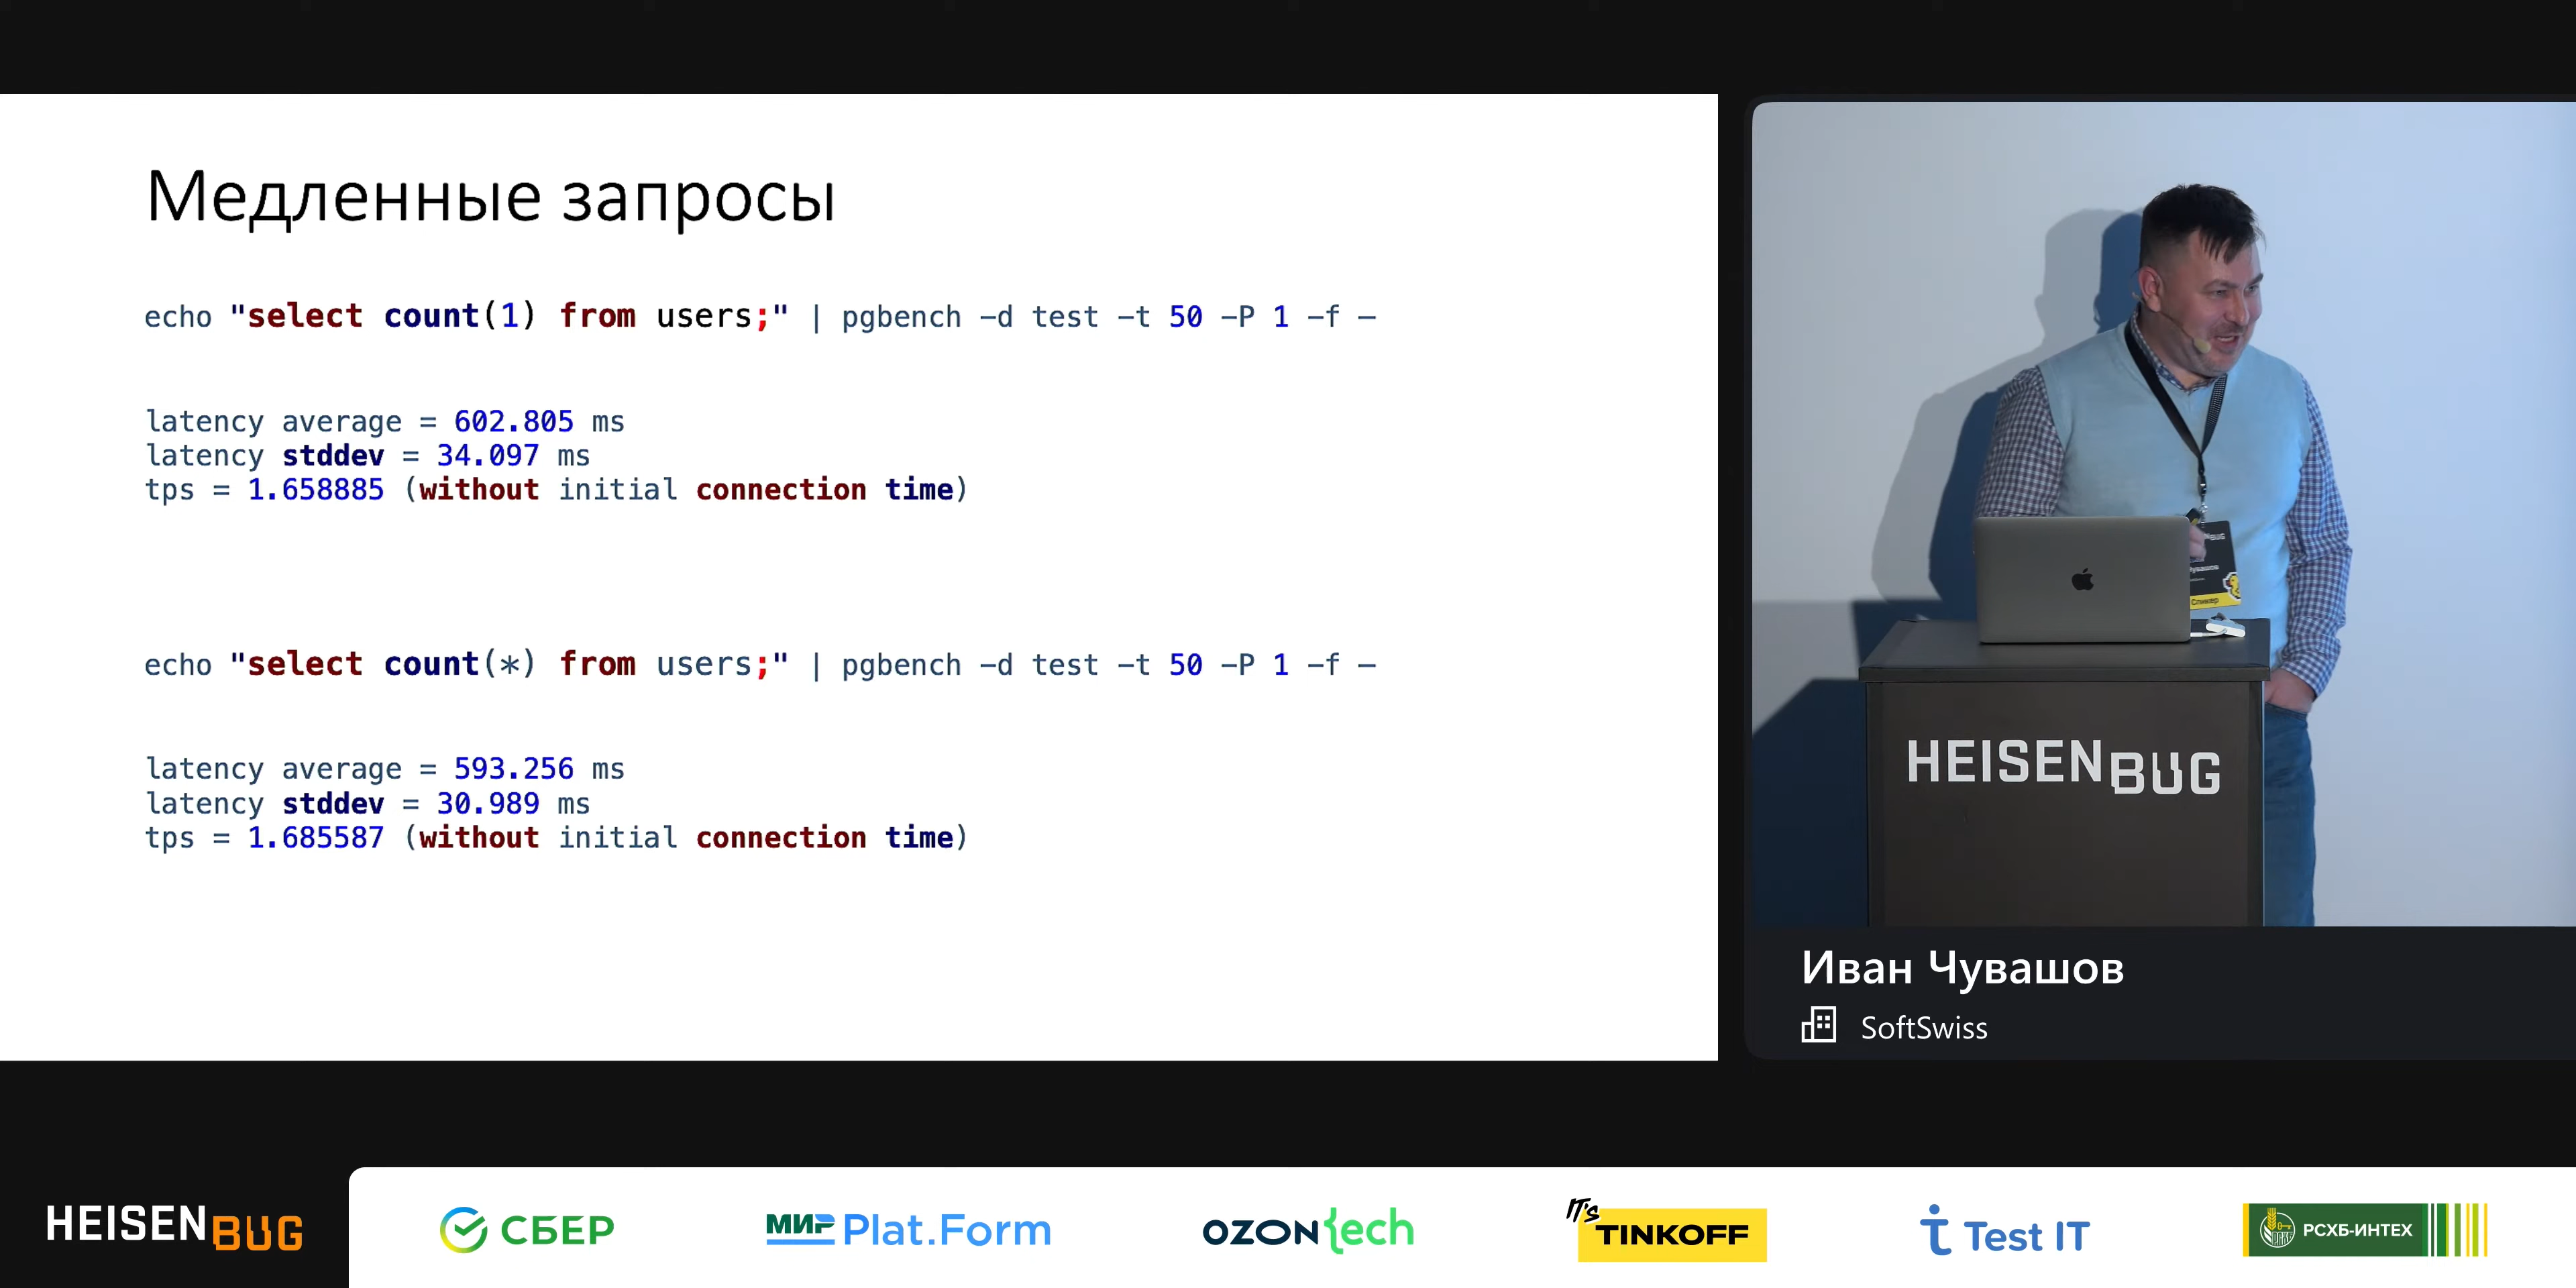 Медленные запросы
echo "select count(1) from users;" | pgbench -d test -t 50 -P 1 -f -
latency average = 602.805 ms
latency stddev = 34.097 ms
tps = 1.658885 (without initial connection time)
echo "select count(*) from users;" | pgbench -d test -t 50 -P 1 -f -
latency average = 593.256 ms
latency stddev = 30.989 ms
tps = 1.685587 (without initial connection time)
Спикер
HEISENBUG
Иван Чувашов
SoftSwiss
HEISENBUG
СБЕР
МИР Plat.Form
OZON{ech
IT's TINKOFF
Test IT
РСХБ-ИНТЕХ